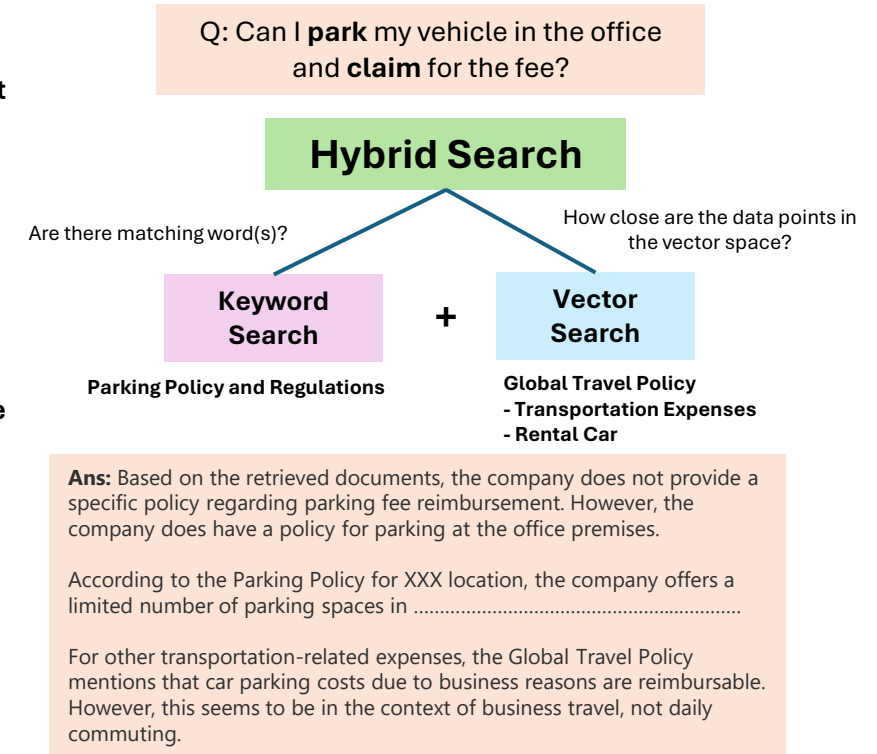 Q: Can I park my vehicle in the office
and claim for the fee?
t
Hybrid Search
Are there matching word(s)?
How close are the data points in
the vector space?
Keyword
Search
+
Vector
Search
Parking Policy and Regulations
Global Travel Policy
- Transportation Expenses
- Rental Car
e
Ans: Based on the retrieved documents, the company does not provide a
specific policy regarding parking fee reimbursement. However, the
company does have a policy for parking at the office premises.
According to the Parking Policy for XXX location, the company offers a
limited number of parking spaces in ................................................................
For other transportation-related expenses, the Global Travel Policy
mentions that car parking costs due to business reasons are reimbursable.
However, this seems to be in the context of business travel, not daily
commuting.